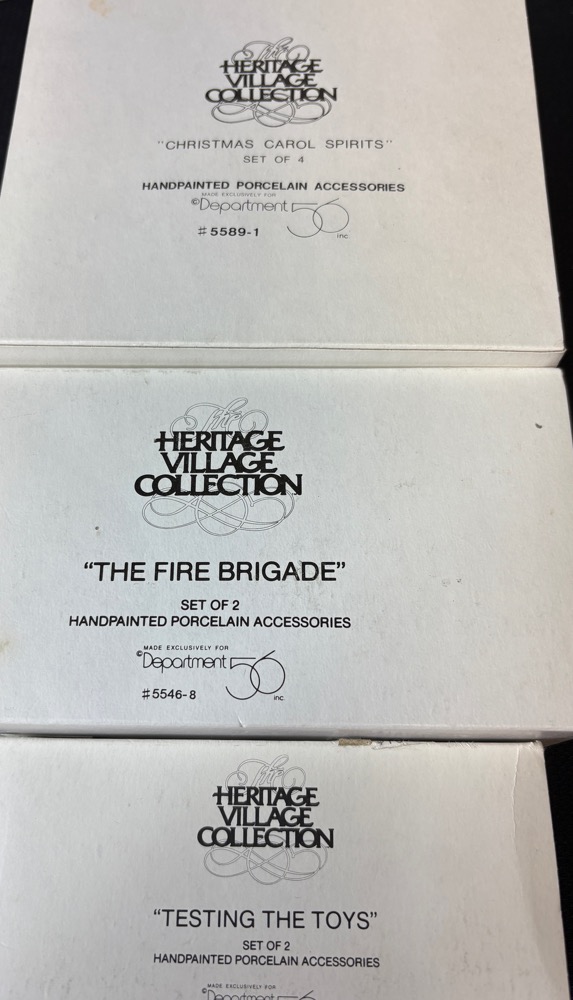 The
HERITAGE
VILLAGE
COLLECTION
"CHRISTMAS CAROL SPIRITS"
SET OF 4
HANDPAINTED PORCELAIN ACCESSORIES
MADE EXCLUSIVELY FOR
©Department 56 inc.
#5589-1
The
HERITAGE
VILLAGE
COLLECTION
"THE FIRE BRIGADE"
SET OF 2
HANDPAINTED PORCELAIN ACCESSORIES
MADE EXCLUSIVELY FOR
©Department 56 inc.
#5546-8
The
HERITAGE
VILLAGE
COLLECTION
"TESTING THE TOYS"
SET OF 2
HANDPAINTED PORCELAIN ACCESSORIES
MADE EXCLUSIVELY FOR
©Department